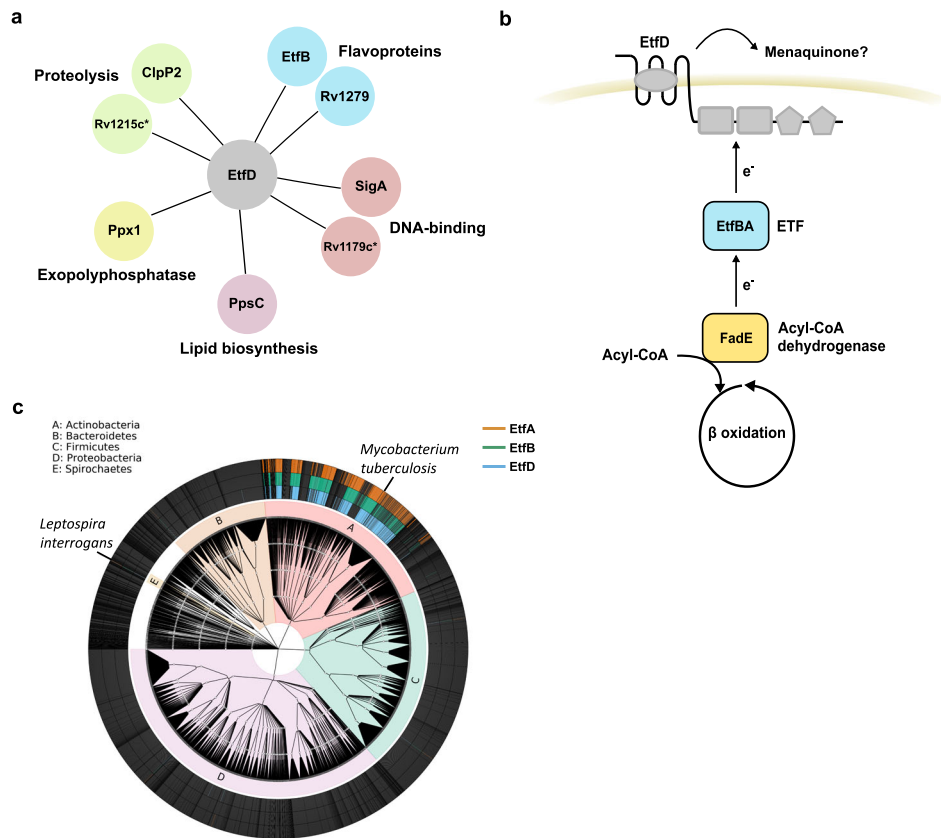 a
EtfB
Flavoproteins
Proteolysis
ClpP2
Rv1279
Rv1215c*
EtfD
SigA
Ppx1
DNA-binding
Rv1179c*
Exopolyphosphatase
PpsC
Lipid biosynthesis
b
EtfD
Menaquinone?
e-
EtfBA
ETF
e-
FadE
Acyl-CoA
dehydrogenase
Acyl-CoA
β oxidation
c
A: Actinobacteria
B: Bacteroidetes
C: Firmicutes
D: Proteobacteria
E: Spirochaetes
EtfA
EtfB
EtfD
Mycobacterium
tuberculosis
Leptospira
interrogans
B
A
E
C
D